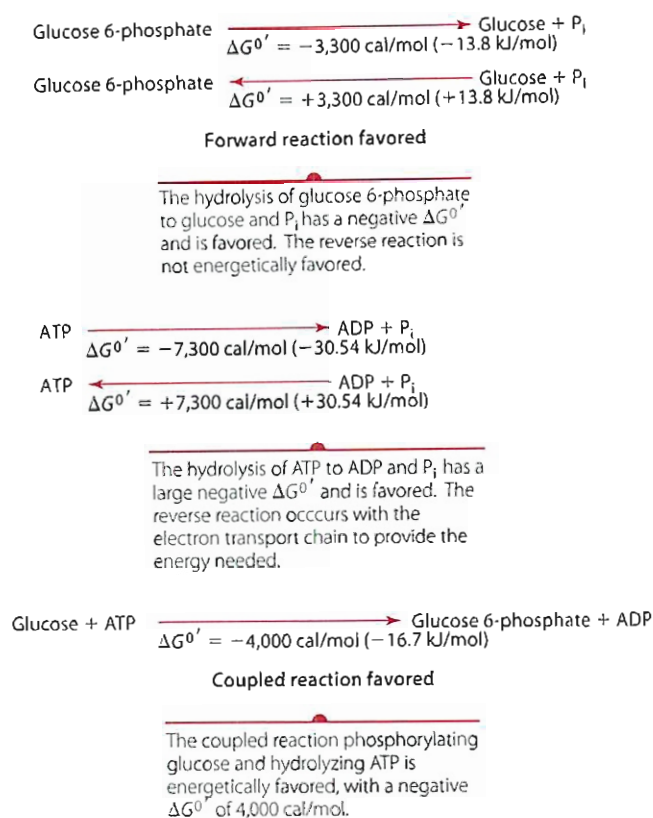 Glucose 6-phosphate Glucose + Pi
ΔG⁰′ = −3,300 cal/mol (−13.8 kJ/mol)
Glucose 6-phosphate Glucose + Pi
ΔG⁰′ = +3,300 cal/mol (+13.8 kJ/mol)
Forward reaction favored
The hydrolysis of glucose 6-phosphate
to glucose and Pi has a negative ΔG⁰′
and is favored. The reverse reaction is
not energetically favored.
ATP ADP + Pi
ΔG⁰′ = −7,300 cal/mol (−30.54 kJ/mol)
ATP ADP + Pi
ΔG⁰′ = +7,300 cal/mol (+30.54 kJ/mol)
The hydrolysis of ATP to ADP and Pi has a
large negative ΔG⁰′ and is favored. The
reverse reaction occcurs with the
electron transport chain to provide the
energy needed.
Glucose + ATP Glucose 6-phosphate + ADP
ΔG⁰′ = −4,000 cal/mol (−16.7 kJ/mol)
Coupled reaction favored
The coupled reaction phosphorylating
glucose and hydrolyzing ATP is
energetically favored, with a negative
ΔG⁰′ of 4,000 cal/mol.